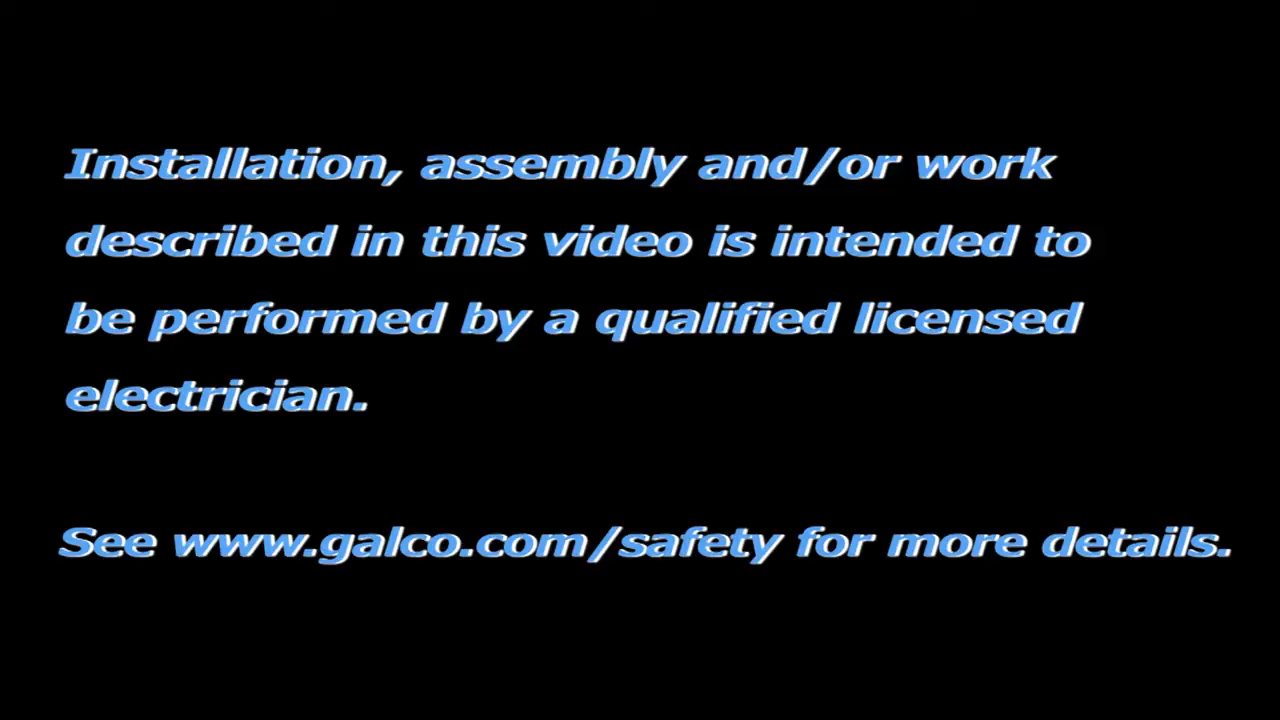 Installation, assembly and/or work
described in this video is intended to
be performed by a qualified licensed
electrician.
See www.galco.com/safety for more details.